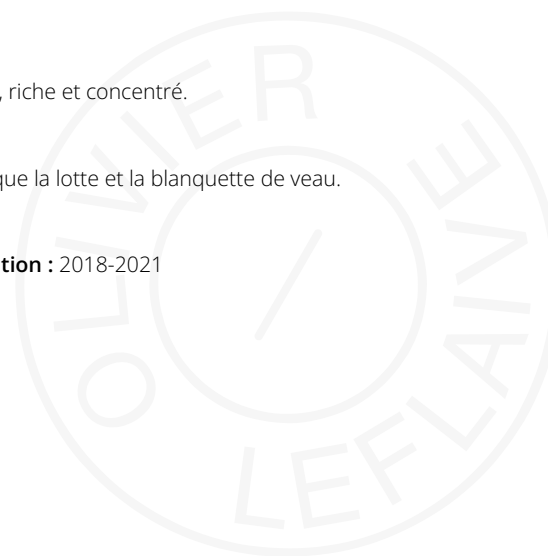 , riche et concentré.
que la lotte et la blanquette de veau.
tion : 2018-2021
OLIVIER
LEFLAIVE